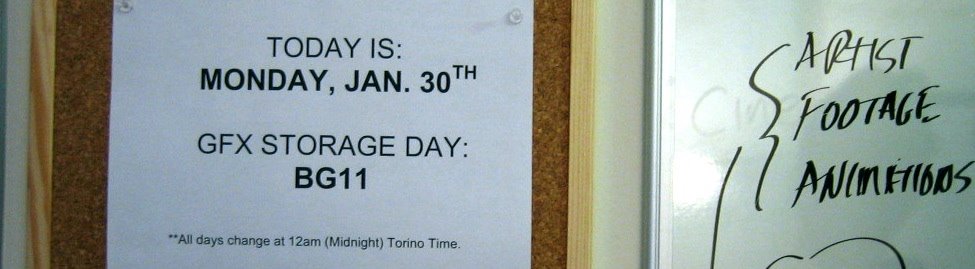 TODAY IS:
MONDAY, JAN. 30TH
GFX STORAGE DAY:
BG11
**All days change at 12am (Midnight) Torino Time.
ARTIST
FOOTAGE
ANIMATIONS